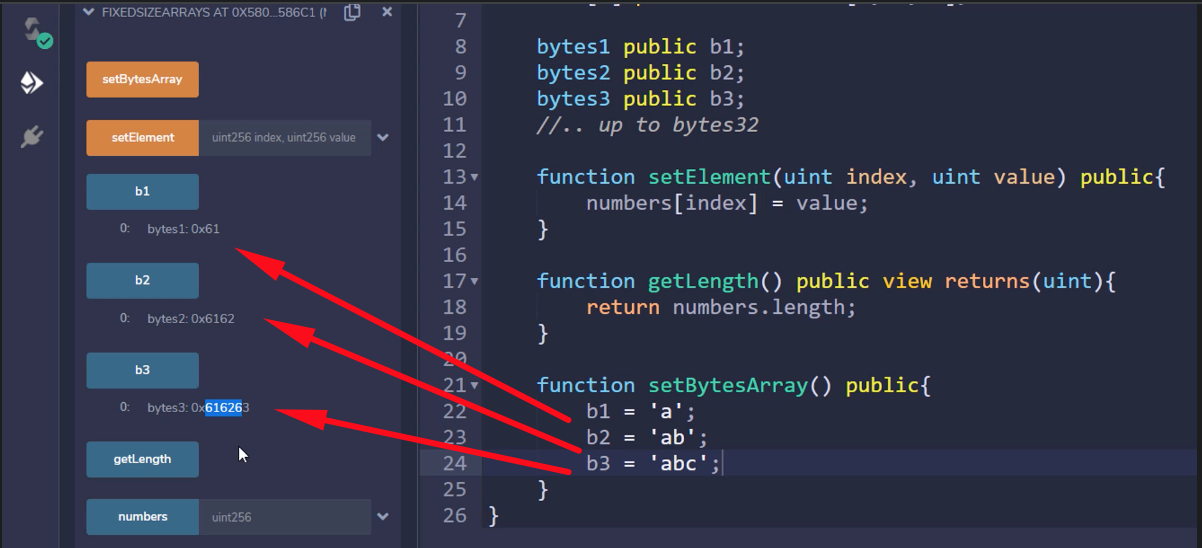 FIXEDSIZEARRAYS AT 0X580...586C1 (
setBytesArray
setElement uint256 index, uint256 value
b1
0: bytes1: 0x61
b2
0: bytes2: 0x6162
b3
0: bytes3: 0x616263
getLength
numbers uint256
7
8 bytes1 public b1;
9 bytes2 public b2;
10 bytes3 public b3;
11 //.. up to bytes32
12
13 function setElement(uint index, uint value) public{
14 numbers[index] = value;
15 }
16
17 function getLength() public view returns(uint){
18 return numbers.length;
19 }
20
21 function setBytesArray() public{
22 b1 = 'a';
23 b2 = 'ab';
24 b3 = 'abc';
25 }
26 }